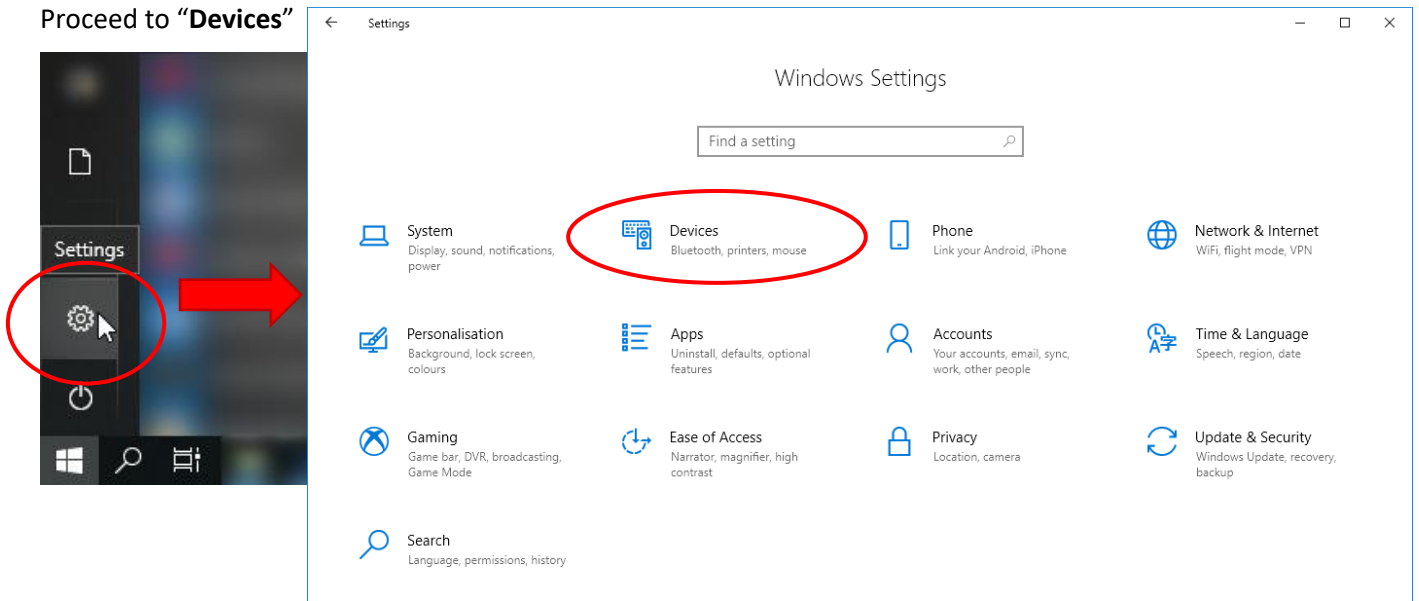 Proceed to “Devices”
Settings
Settings
Windows Settings
Find a setting
System
Display, sound, notifications,
power
Devices
Bluetooth, printers, mouse
Phone
Link your Android, iPhone
Network & Internet
WiFi, flight mode, VPN
Personalisation
Background, lock screen,
colours
Apps
Uninstall, defaults, optional
features
Accounts
Your accounts, email, sync,
work, other people
Time & Language
Speech, region, date
Gaming
Game bar, DVR, broadcasting,
Game Mode
Ease of Access
Narrator, magnifier, high
contrast
Privacy
Location, camera
Update & Security
Windows Update, recovery,
backup
Search
Language, permissions, history